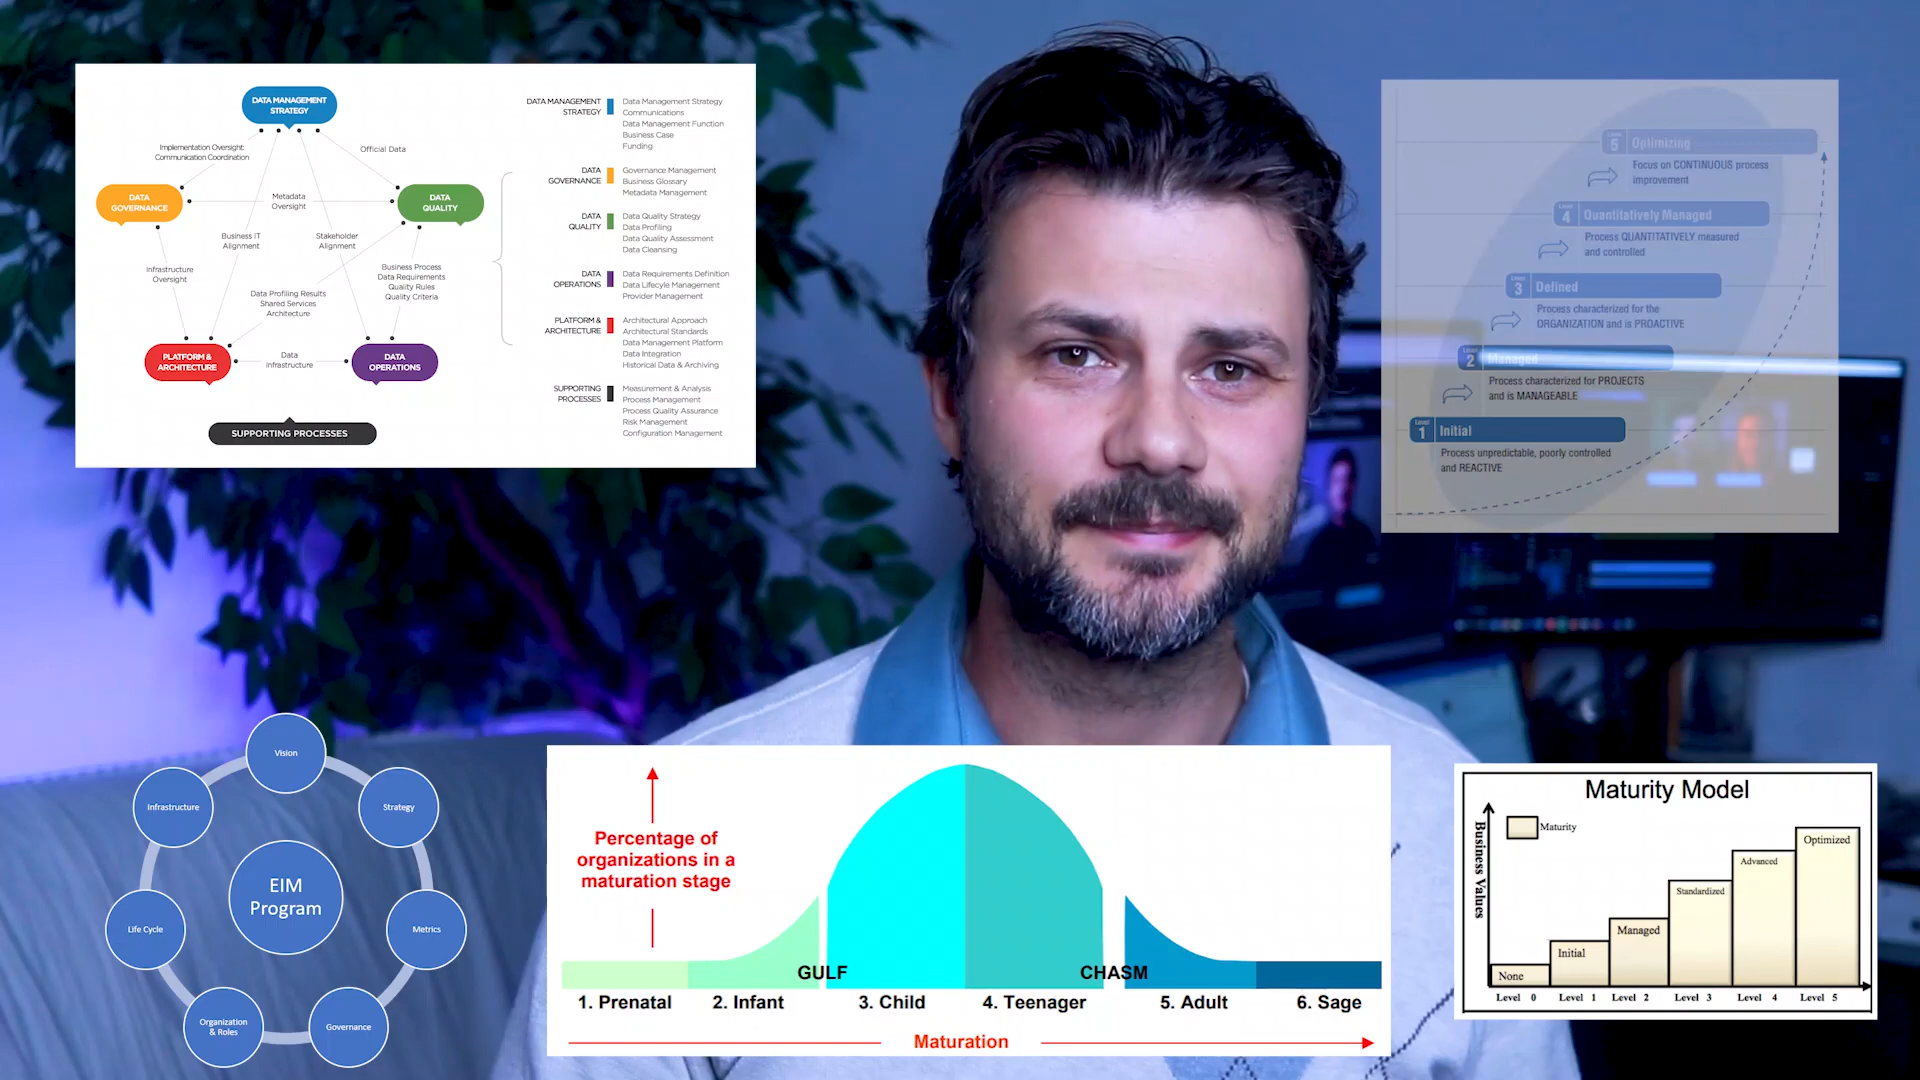 DATA MANAGEMENT
STRATEGY
Implementation Oversight:
Communication Coordination
Official Data
DATA
GOVERNANCE
Metadata
Oversight
DATA
QUALITY
Business IT
Alignment
Stakeholder
Alignment
Infrastructure
Oversight
Business Process
Data Requirements
Quality Rules
Quality Criteria
Data Profiling Results
Shared Services
Architecture
PLATFORM &
ARCHITECTURE
Data
Infrastructure
DATA
OPERATIONS
SUPPORTING PROCESSES
DATA MANAGEMENT
STRATEGY
Data Management Strategy
Communications
Data Management Function
Business Case
Funding
DATA
GOVERNANCE
Governance Management
Business Glossary
Metadata Management
DATA
QUALITY
Data Quality Strategy
Data Profiling
Data Quality Assessment
Data Cleansing
DATA
OPERATIONS
Data Requirements Definition
Data Lifecyle Management
Provider Management
PLATFORM &
ARCHITECTURE
Architectural Approach
Architectural Standards
Data Management Platform
Data Integration
Historical Data & Archiving
SUPPORTING
PROCESSES
Measurement & Analysis
Process Management
Process Quality Assurance
Risk Management
Configuration Management
Level 5 Optimizing
Focus on CONTINUOUS process
improvement
Level 4 Quantitatively Managed
Process QUANTITATIVELY measured
and controlled
Level 3 Defined
Process characterized for the
ORGANIZATION and is PROACTIVE
Level 2 Managed
Process characterized for PROJECTS
and is MANAGEABLE
Level 1 Initial
Process unpredictable, poorly controlled
and REACTIVE
Vision
Infrastructure
Strategy
EIM
Program
Life Cycle
Metrics
Organization
& Roles
Governance
Percentage of
organizations in a
maturation stage
GULF
CHASM
1. Prenatal
2. Infant
3. Child
4. Teenager
5. Adult
6. Sage
Maturation
Maturity Model
Business Values
Maturity
None
Initial
Managed
Standardized
Advanced
Optimized
Level 0
Level 1
Level 2
Level 3
Level 4
Level 5